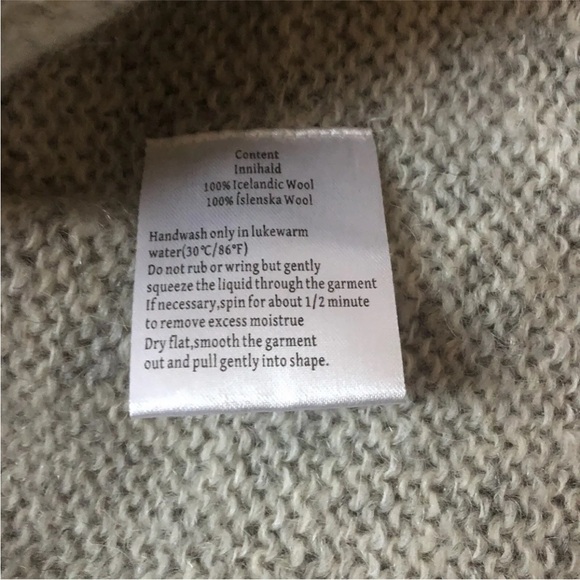 Content
Innihald
100% Icelandic Wool
100% Íslenska Wool
Handwash only in lukewarm
water(30℃/86℉)
Do not rub or wring but gently
squeeze the liquid through the garment
If necessary,spin for about 1/2 minute
to remove excess moistrue
Dry flat,smooth the garment
out and pull gently into shape.